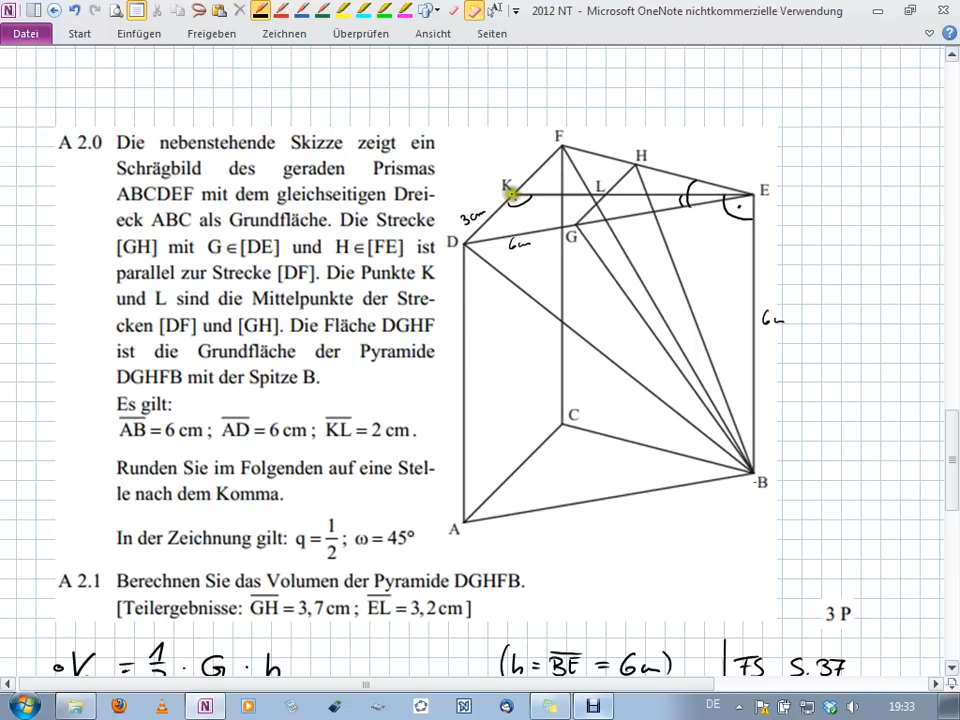 2012 NT - Microsoft OneNote nichtkommerzielle Verwendung
Datei Start Einfügen Freigeben Zeichnen Überprüfen Ansicht Seiten
A 2.0 Die nebenstehende Skizze zeigt ein
Schrägbild des geraden Prismas
ABCDEF mit dem gleichseitigen Drei-
eck ABC als Grundfläche. Die Strecke
[GH] mit G∈[DE] und H∈[FE] ist
parallel zur Strecke [DF]. Die Punkte K
und L sind die Mittelpunkte der Stre-
cken [DF] und [GH]. Die Fläche DGHF
ist die Grundfläche der Pyramide
DGHFB mit der Spitze B.
Es gilt:
A̅B̅ = 6 cm ; A̅D̅ = 6 cm ; K̅L̅ = 2 cm .
Runden Sie im Folgenden auf eine Stel-
le nach dem Komma.
In der Zeichnung gilt: q = 1/2 ; ω = 45°
F
H
K
L
E
3cm
D
G
6cm
6cm
C
B
A
A 2.1 Berechnen Sie das Volumen der Pyramide DGHFB.
[Teilergebnisse: G̅H̅ = 3,7 cm ; E̅L̅ = 3,2 cm ]
3 P
V = 1/3 · G · h (h = B̅E̅ = 6cm) | FS S. 37
DE 19:33